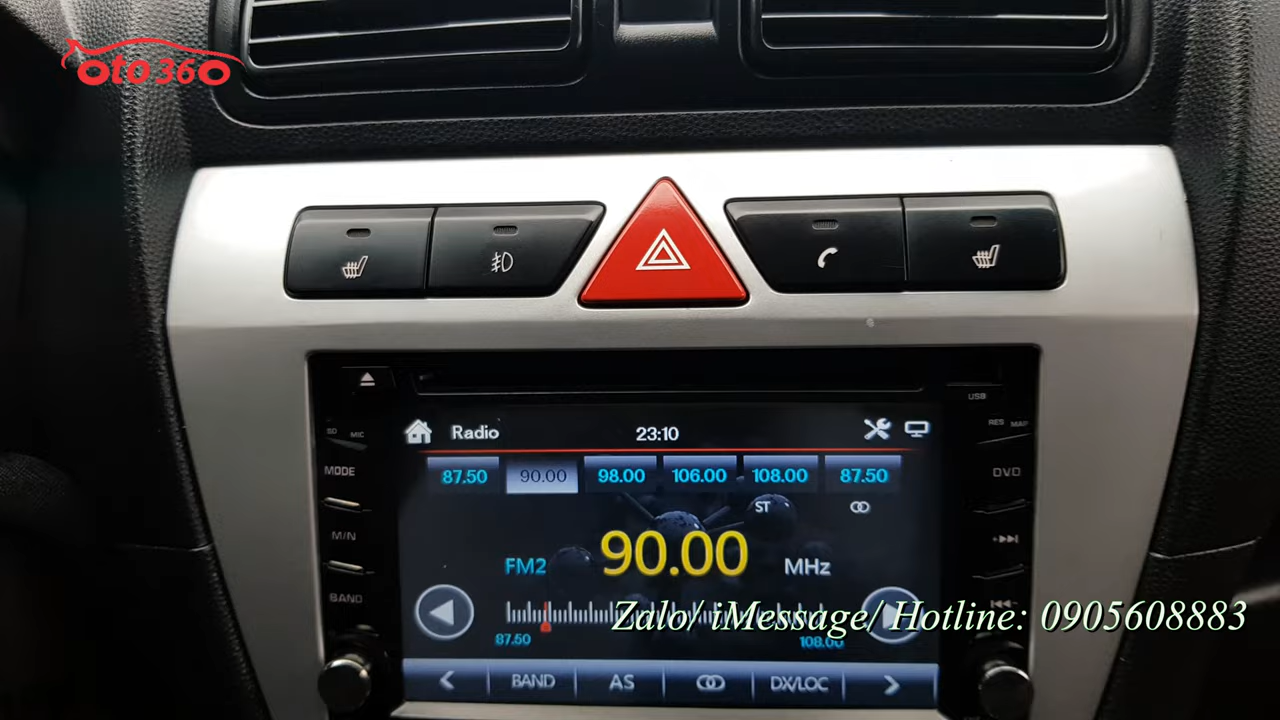 oto360
USB
SD MIC
RES MAP
Radio 23:10
MODE
DVD
87.50 90.00 98.00 106.00 108.00 87.50
ST
M/N
90.00
FM2 MHz
BAND
Zalo/ iMessage/ Hotline: 0905608883
87.50 108.00
BAND AS DX/LOC